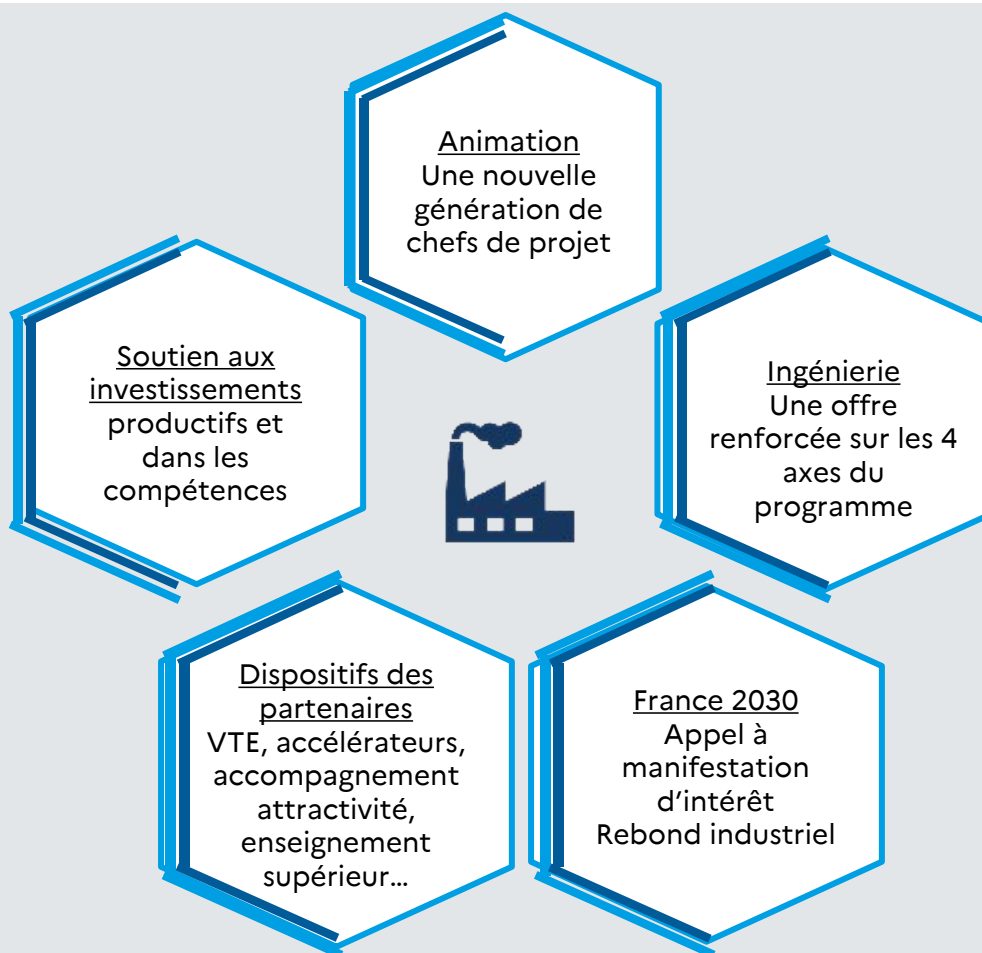 Animation
Une nouvelle
génération de
chefs de projet
Soutien aux
investissements
productifs et
dans les
compétences
Ingénierie
Une offre
renforcée sur les 4
axes du
programme
Dispositifs des
partenaires
VTE, accélérateurs,
accompagnement
attractivité,
enseignement
supérieur…
France 2030
Appel à
manifestation
d’intérêt
Rebond industriel